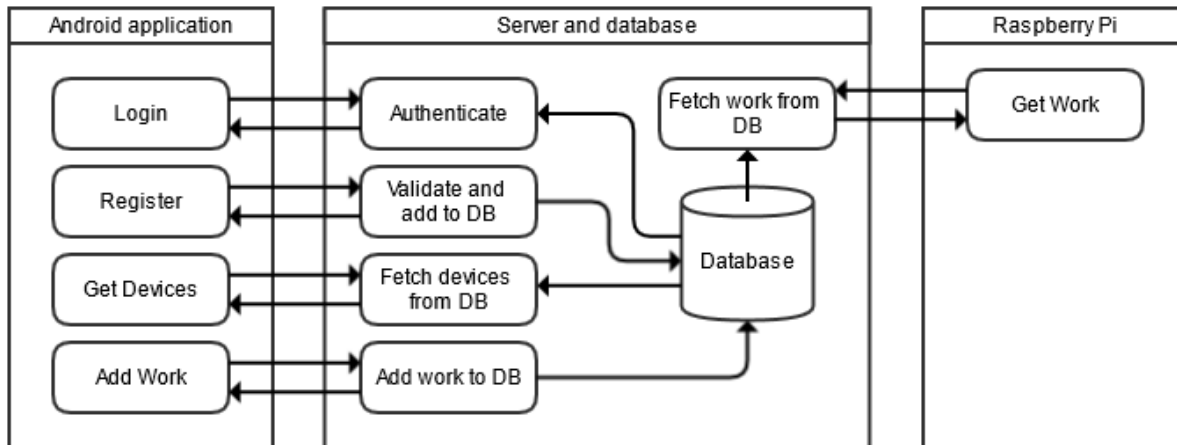 Android application
Server and database
Raspberry Pi
Login
Authenticate
Fetch work from
DB
Get Work
Register
Validate and
add to DB
Database
Get Devices
Fetch devices
from DB
Add Work
Add work to DB